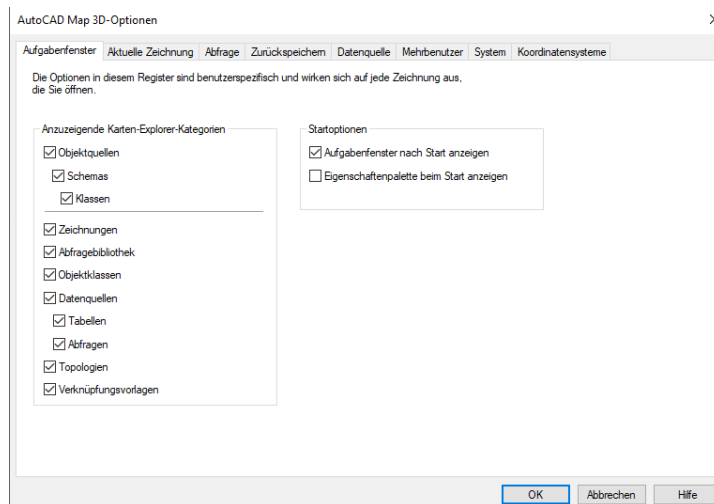 AutoCAD Map 3D-Optionen
Aufgabenfenster Aktuelle Zeichnung Abfrage Zurückspeichern Datenquelle Mehrbenutzer System Koordinatensysteme
Die Optionen in diesem Register sind benutzerspezifisch und wirken sich auf jede Zeichnung aus,
die Sie öffnen.
Anzuzeigende Karten-Explorer-Kategorien
Objektquellen
Schemas
Klassen
Zeichnungen
Abfragebibliothek
Objektklassen
Datenquellen
Tabellen
Abfragen
Topologien
Verknüpfungsvorlagen
Startoptionen
Aufgabenfenster nach Start anzeigen
Eigenschaftenpalette beim Start anzeigen
OK Abbrechen Hilfe